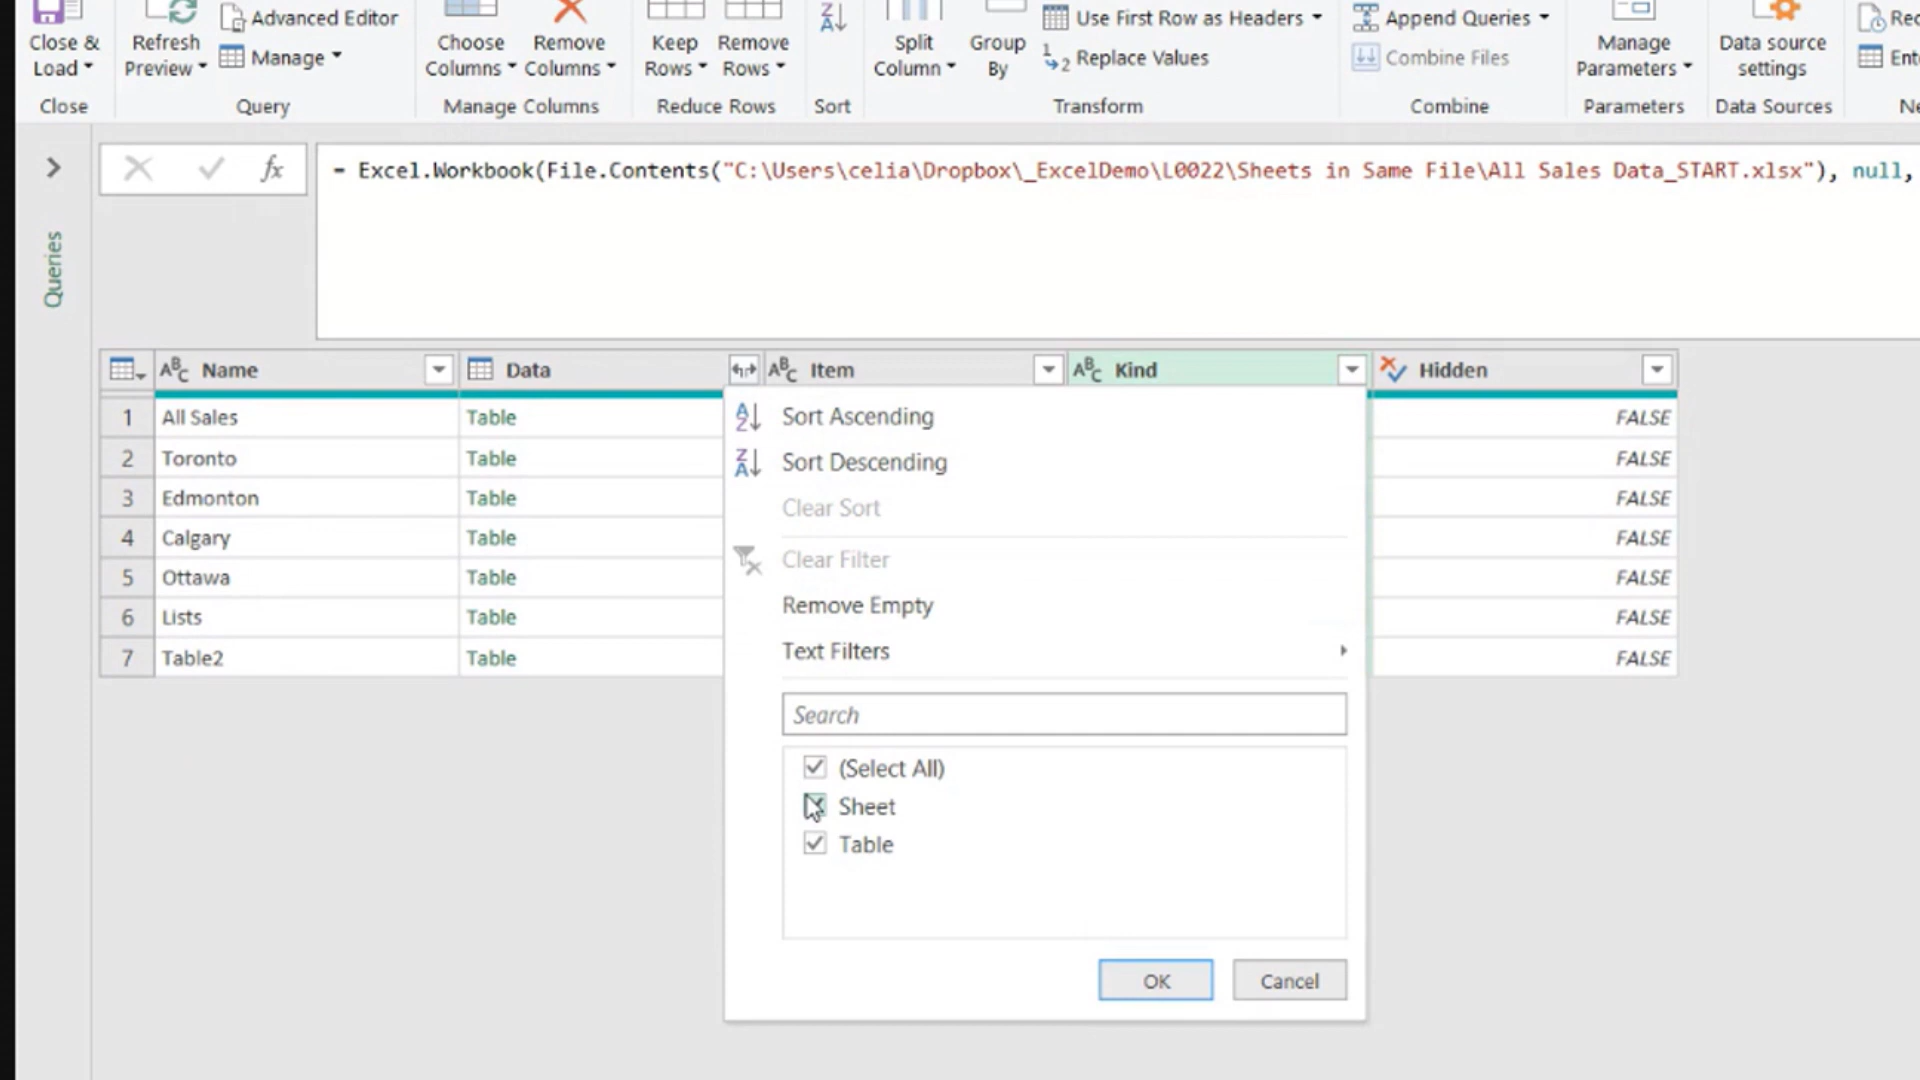 Close & Load
Refresh Preview
Advanced Editor
Manage
Choose Columns
Remove Columns
Keep Rows
Remove Rows
Split Column
Group By
Use First Row as Headers
Replace Values
Append Queries
Combine Files
Manage Parameters
Data source settings
Close
Query
Manage Columns
Reduce Rows
Sort
Transform
Combine
Parameters
Data Sources
Queries
fx
= Excel.Workbook(File.Contents("C:\Users\celia\Dropbox\_ExcelDemo\L0022\Sheets in Same File\All Sales Data_START.xlsx"), null,
ABC Name
Data
ABC Item
ABC Kind
Hidden
1 All Sales Table FALSE
2 Toronto Table FALSE
3 Edmonton Table FALSE
4 Calgary Table FALSE
5 Ottawa Table FALSE
6 Lists Table FALSE
7 Table2 Table FALSE
Sort Ascending
Sort Descending
Clear Sort
Clear Filter
Remove Empty
Text Filters
Search
(Select All)
Sheet
Table
OK
Cancel